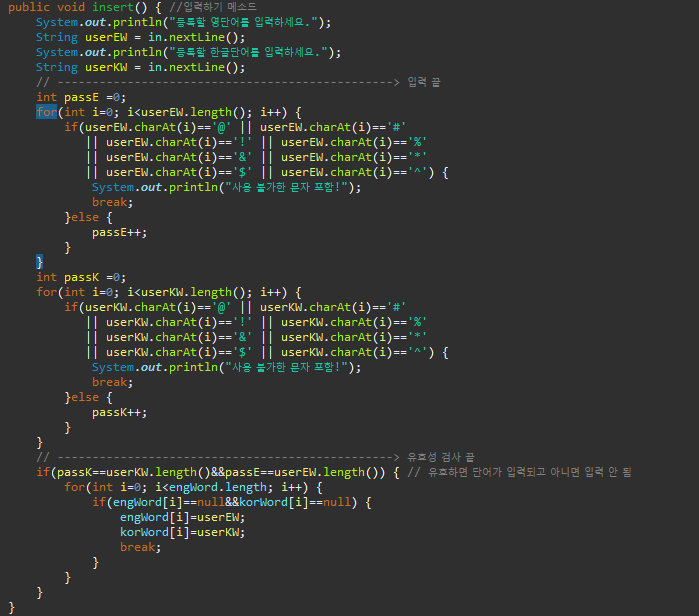 public void insert() { //입력하기 메소드
System.out.println("등록할 영단어를 입력하세요.");
String userEW = in.nextLine();
System.out.println("등록할 한글단어를 입력하세요.");
String userKW = in.nextLine();
// ------------------------------------------------> 입력 끝
int passE =0;
for(int i=0; i<userEW.length(); i++) {
if(userEW.charAt(i)=='@' || userEW.charAt(i)=='#'
|| userEW.charAt(i)=='!' || userEW.charAt(i)=='%'
|| userEW.charAt(i)=='&' || userEW.charAt(i)=='*'
|| userEW.charAt(i)=='$' || userEW.charAt(i)=='^') {
System.out.println("사용 불가한 문자 포함!");
break;
}else {
passE++;
}
}
int passK =0;
for(int i=0; i<userKW.length(); i++) {
if(userKW.charAt(i)=='@' || userKW.charAt(i)=='#'
|| userKW.charAt(i)=='!' || userKW.charAt(i)=='%'
|| userKW.charAt(i)=='&' || userKW.charAt(i)=='*'
|| userKW.charAt(i)=='$' || userKW.charAt(i)=='^') {
System.out.println("사용 불가한 문자 포함!");
break;
}else {
passK++;
}
}
// ------------------------------------------------> 유효성 검사 끝
if(passK==userKW.length()&&passE==userEW.length()) { // 유효하면 단어가 입력되고 아니면 입력 안 됨
for(int i=0; i<engWord.length; i++) {
if(engWord[i]==null&&korWord[i]==null) {
engWord[i]=userEW;
korWord[i]=userKW;
break;
}
}
}
}